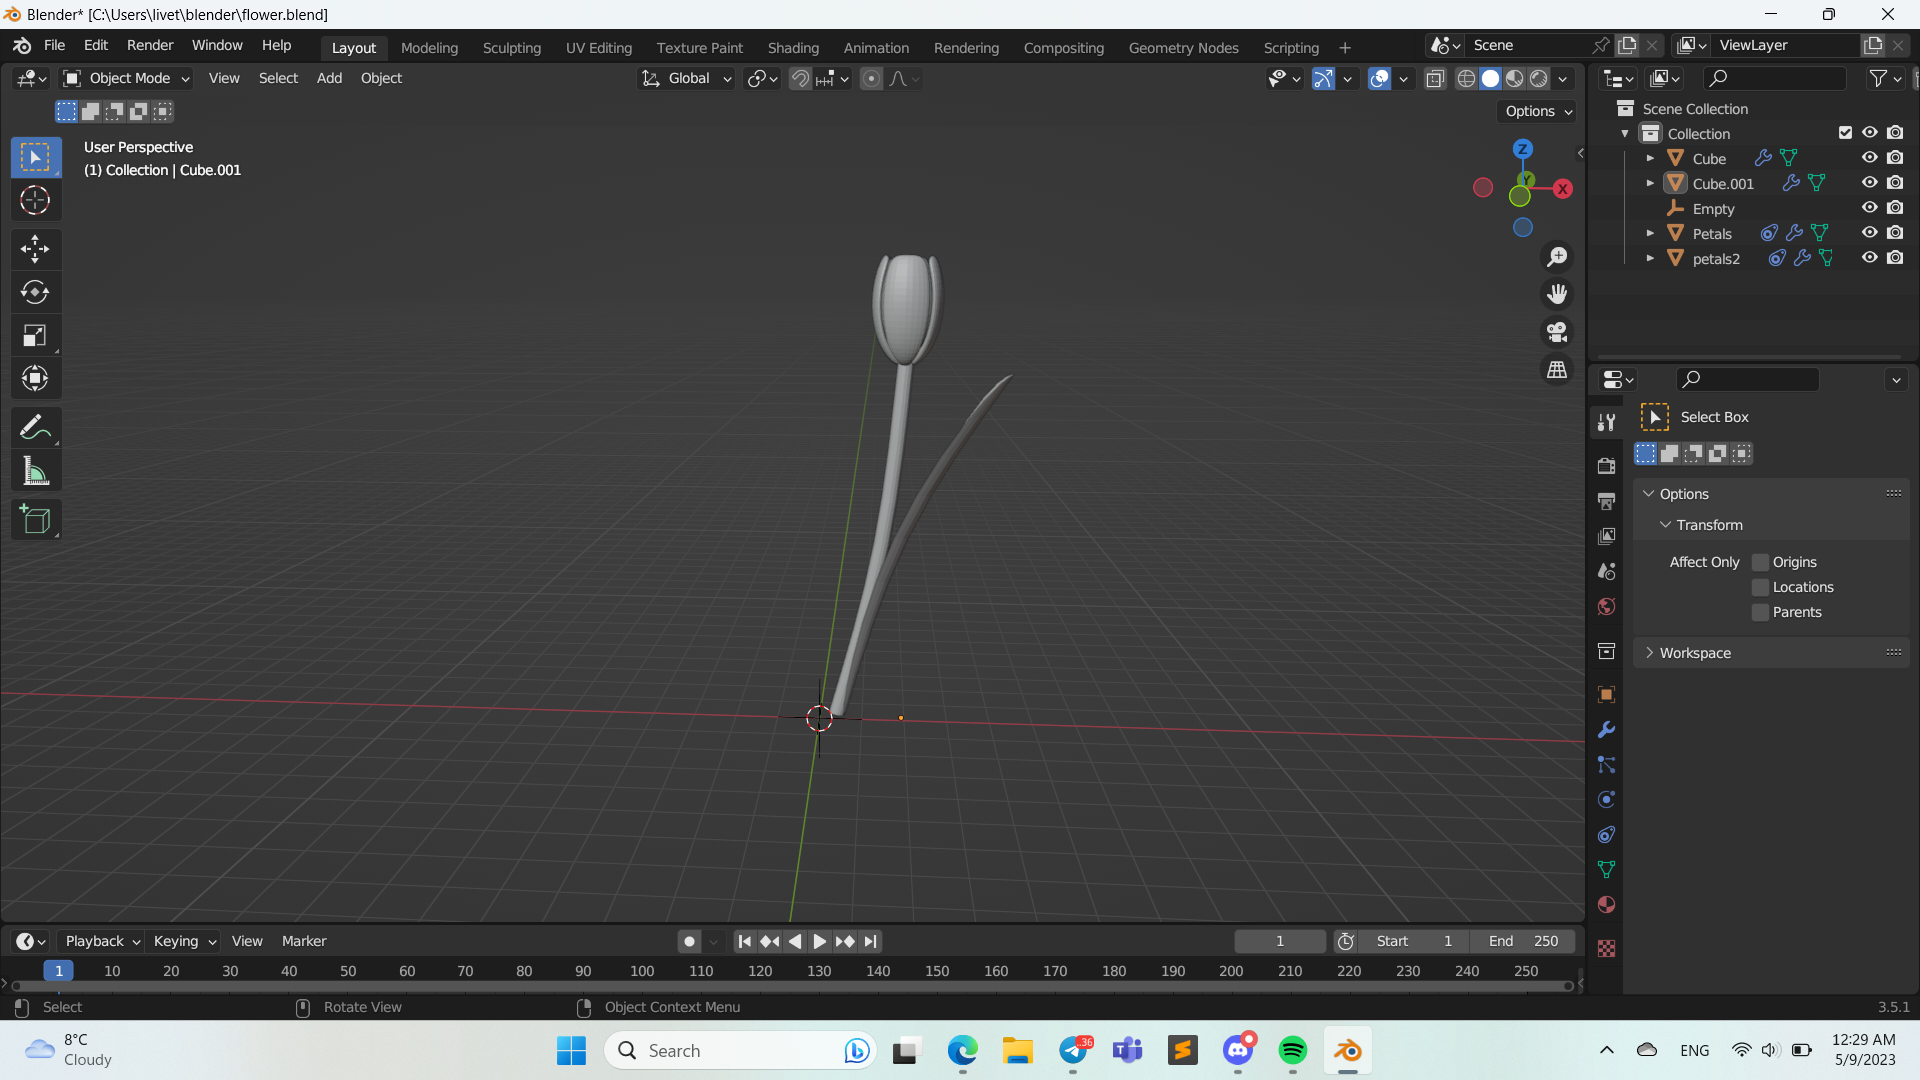 Blender* [C:\Users\livet\blender\flower.blend]
File Edit Render Window Help Layout Modeling Sculpting UV Editing Texture Paint Shading Animation Rendering Compositing Geometry Nodes Scripting + Scene ViewLayer
Object Mode View Select Add Object Global
Options
User Perspective
(1) Collection | Cube.001
Z
Y
X
Scene Collection
Collection
Cube
Cube.001
Empty
Petals
petals2
Select Box
Options
Transform
Affect Only Origins
Locations
Parents
Workspace
Playback Keying View Marker 1 Start 1 End 250
1 10 20 30 40 50 60 70 80 90 100 110 120 130 140 150 160 170 180 190 200 210 220 230 240 250
Select Rotate View Object Context Menu 3.5.1
8°C
Cloudy
Search
.36
ENG
12:29 AM
5/9/2023